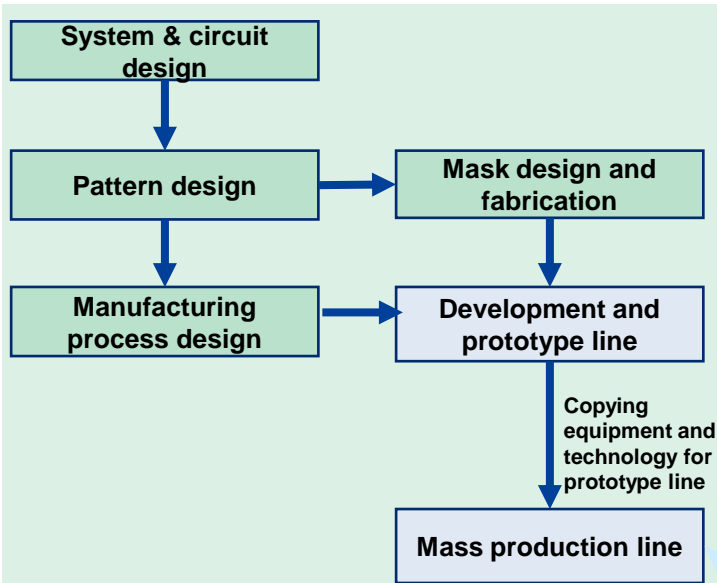 System & circuit
design
Pattern design
Mask design and
fabrication
Manufacturing
process design
Development and
prototype line
Copying
equipment and
technology for
prototype line
Mass production line